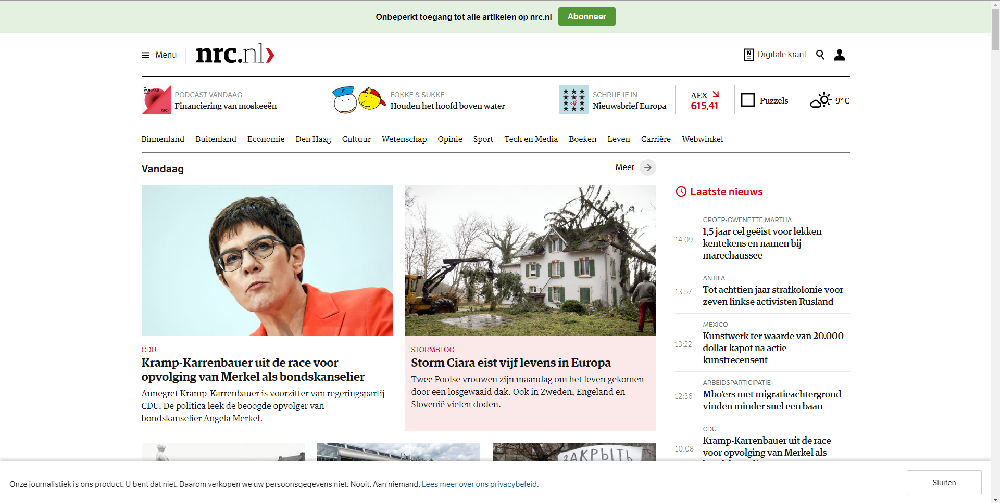 Onbeperkt toegang tot alle artikelen op nrc.nl
Abonneer
Menu
nrc.nl
Digitale krant
VANDAAG
nrc
PODCAST VANDAAG
Financiering van moskeeën
FOKKE & SUKKE
Houden het hoofd boven water
SCHRIJF JE IN
Nieuwsbrief Europa
AEX
615,41
Puzzels
9° C
Binnenland
Buitenland
Economie
Den Haag
Cultuur
Wetenschap
Opinie
Sport
Tech en Media
Boeken
Leven
Carrière
Webwinkel
Vandaag
Meer
CDU
Kramp-Karrenbauer uit de race voor
opvolging van Merkel als bondskanselier
Annegret Kramp-Karrenbauer is voorzitter van regeringspartij
CDU. De politica leek de beoogde opvolger van
bondskanselier Angela Merkel.
STORMBLOG
Storm Ciara eist vijf levens in Europa
Twee Poolse vrouwen zijn maandag om het leven gekomen
door een losgewaaid dak. Ook in Zweden, Engeland en
Slovenië vielen doden.
Laatste nieuws
GROEP-GWENETTE MARTHA
14:09
1,5 jaar cel geëist voor lekken
kentekens en namen bij
marechaussee
ANTIFA
13:57
Tot achttien jaar strafkolonie voor
zeven linkse activisten Rusland
MEXICO
13:22
Kunstwerk ter waarde van 20.000
dollar kapot na actie
kunstrecensent
ARBEIDSPARTICIPATIE
12:36
Mbo'ers met migratieachtergrond
vinden minder snel een baan
CDU
10:08
Kramp-Karrenbauer uit de race
voor opvolging van Merkel als
ЗАКРЫТЬ
Onze journalistiek is ons product. U bent dat niet. Daarom verkopen we uw persoonsgegevens niet. Nooit. Aan niemand. Lees meer over ons privacybeleid.
Sluiten